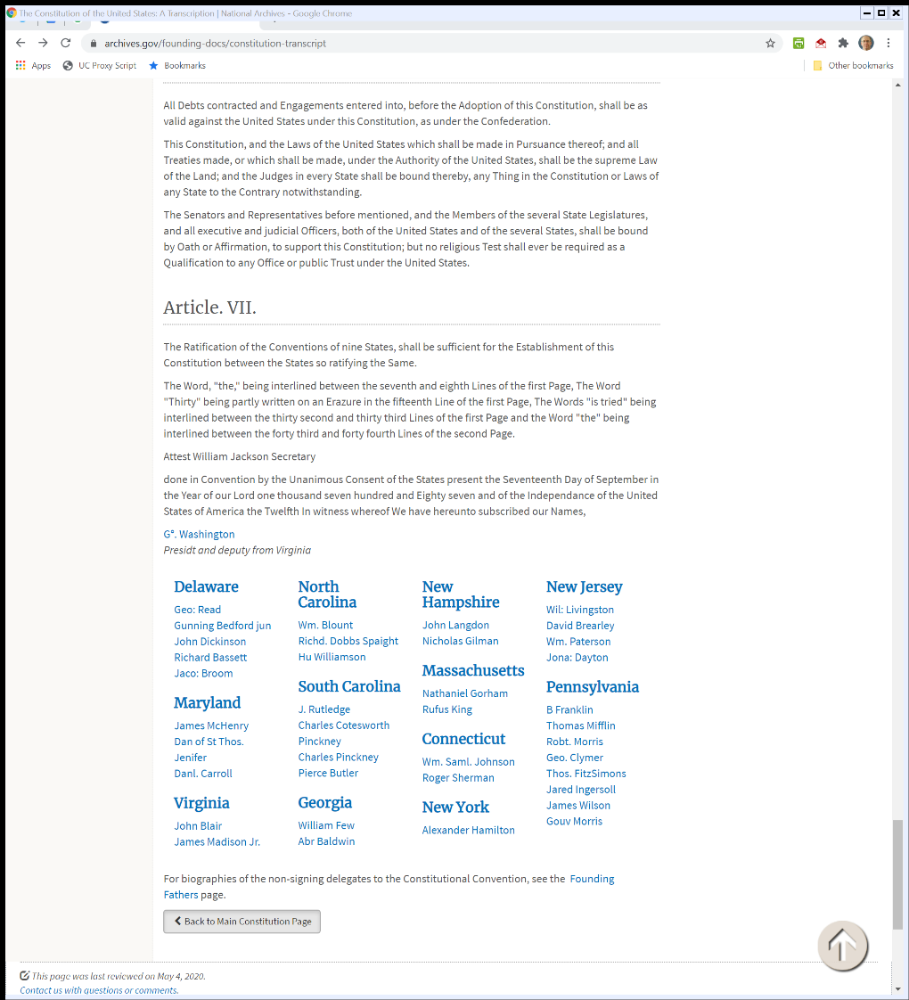 The Constitution of the United States: A Transcription | National Archives - Google Chrome
archives.gov/founding-docs/constitution-transcript
Apps UC Proxy Script Bookmarks Other bookmarks
All Debts contracted and Engagements entered into, before the Adoption of this Constitution, shall be as
valid against the United States under this Constitution, as under the Confederation.
This Constitution, and the Laws of the United States which shall be made in Pursuance thereof; and all
Treaties made, or which shall be made, under the Authority of the United States, shall be the supreme Law
of the Land; and the Judges in every State shall be bound thereby, any Thing in the Constitution or Laws of
any State to the Contrary notwithstanding.
The Senators and Representatives before mentioned, and the Members of the several State Legislatures,
and all executive and judicial Officers, both of the United States and of the several States, shall be bound
by Oath or Affirmation, to support this Constitution; but no religious Test shall ever be required as a
Qualification to any Office or public Trust under the United States.
Article. VII.
The Ratification of the Conventions of nine States, shall be sufficient for the Establishment of this
Constitution between the States so ratifying the Same.
The Word, "the," being interlined between the seventh and eighth Lines of the first Page, The Word
"Thirty" being partly written on an Erazure in the fifteenth Line of the first Page, The Words "is tried" being
interlined between the thirty second and thirty third Lines of the first Page and the Word "the" being
interlined between the forty third and forty fourth Lines of the second Page.
Attest William Jackson Secretary
done in Convention by the Unanimous Consent of the States present the Seventeenth Day of September in
the Year of our Lord one thousand seven hundred and Eighty seven and of the Independance of the United
States of America the Twelfth In witness whereof We have hereunto subscribed our Names,
G°. Washington
Presidt and deputy from Virginia
Delaware
Geo: Read
Gunning Bedford jun
John Dickinson
Richard Bassett
Jaco: Broom
Maryland
James McHenry
Dan of St Thos.
Jenifer
Danl. Carroll
Virginia
John Blair
James Madison Jr.
North
Carolina
Wm. Blount
Richd. Dobbs Spaight
Hu Williamson
South Carolina
J. Rutledge
Charles Cotesworth
Pinckney
Charles Pinckney
Pierce Butler
Georgia
William Few
Abr Baldwin
New
Hampshire
John Langdon
Nicholas Gilman
Massachusetts
Nathaniel Gorham
Rufus King
Connecticut
Wm. Saml. Johnson
Roger Sherman
New York
Alexander Hamilton
New Jersey
Wil: Livingston
David Brearley
Wm. Paterson
Jona: Dayton
Pennsylvania
B Franklin
Thomas Mifflin
Robt. Morris
Geo. Clymer
Thos. FitzSimons
Jared Ingersoll
James Wilson
Gouv Morris
For biographies of the non-signing delegates to the Constitutional Convention, see the Founding
Fathers page.
Back to Main Constitution Page
This page was last reviewed on May 4, 2020.
Contact us with questions or comments.